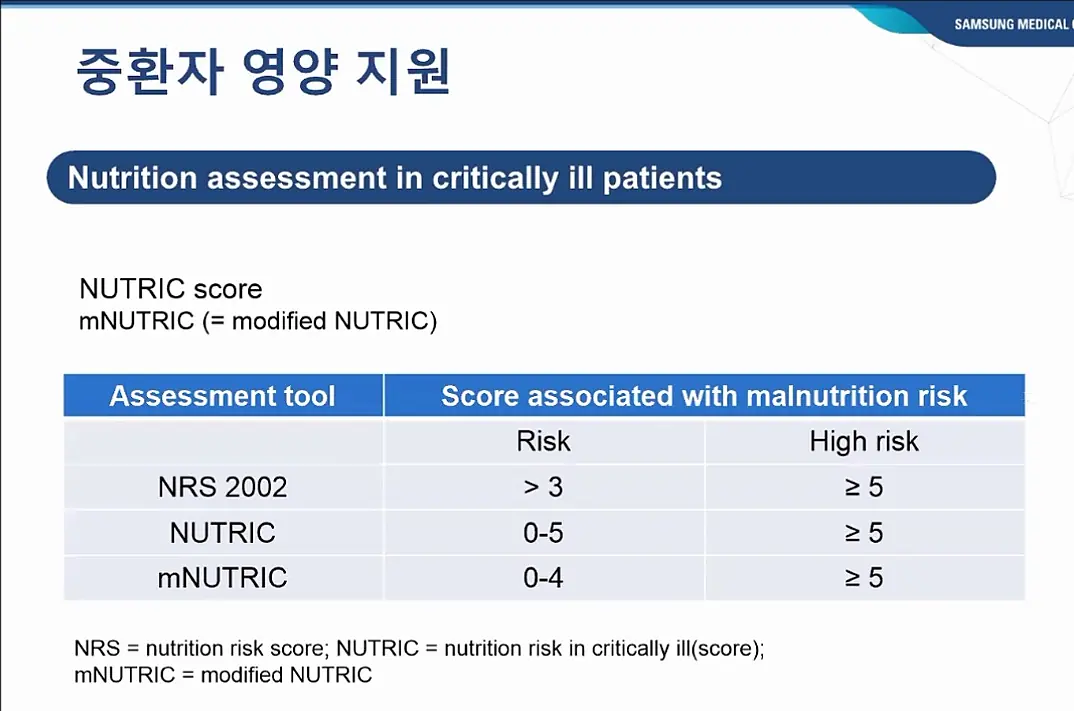 SAMSUNG MEDICAL
중환자 영양 지원
Nutrition assessment in critically ill patients
NUTRIC score
mNUTRIC (= modified NUTRIC)
Assessment tool Score associated with malnutrition risk
Risk High risk
NRS 2002 > 3 ≥ 5
NUTRIC 0-5 ≥ 5
mNUTRIC 0-4 ≥ 5
NRS = nutrition risk score; NUTRIC = nutrition risk in critically ill(score);
mNUTRIC = modified NUTRIC